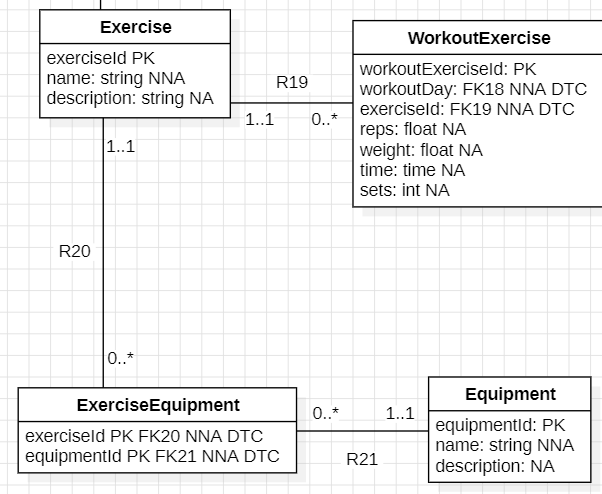 Exercise
exerciseId PK
name: string NNA
description: string NA
R19
1..1
0..*
WorkoutExercise
workoutExerciseId: PK
workoutDay: FK18 NNA DTC
exerciseId: FK19 NNA DTC
reps: float NA
weight: float NA
time: time NA
sets: int NA
1..1
R20
0..*
ExerciseEquipment
exerciseId PK FK20 NNA DTC
equipmentId PK FK21 NNA DTC
0..*
1..1
R21
Equipment
equipmentId: PK
name: string NNA
description: NA